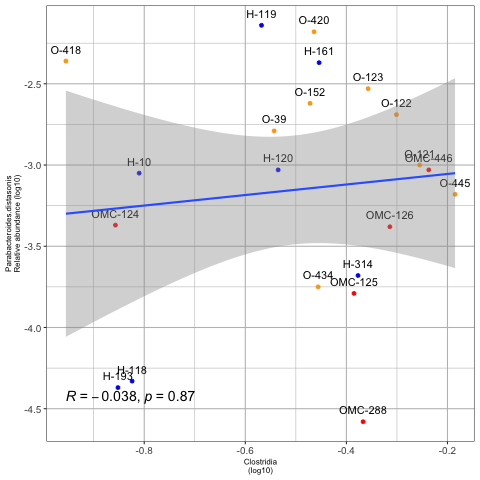 H-119
O-420
O-418
H-161
O-123
O-152
O-122
O-39
O-121
OMC-446
H-10
H-120
O-445
OMC-124
OMC-126
H-314
O-434
OMC-125
H-118
H-193
R = −0.038, p = 0.87
OMC-288
-2.5
-3.0
-3.5
-4.0
-4.5
-0.8
-0.6
-0.4
-0.2
Parabacteroides.distasonis
Relative abundance (log10)
Clostridia
(log10)